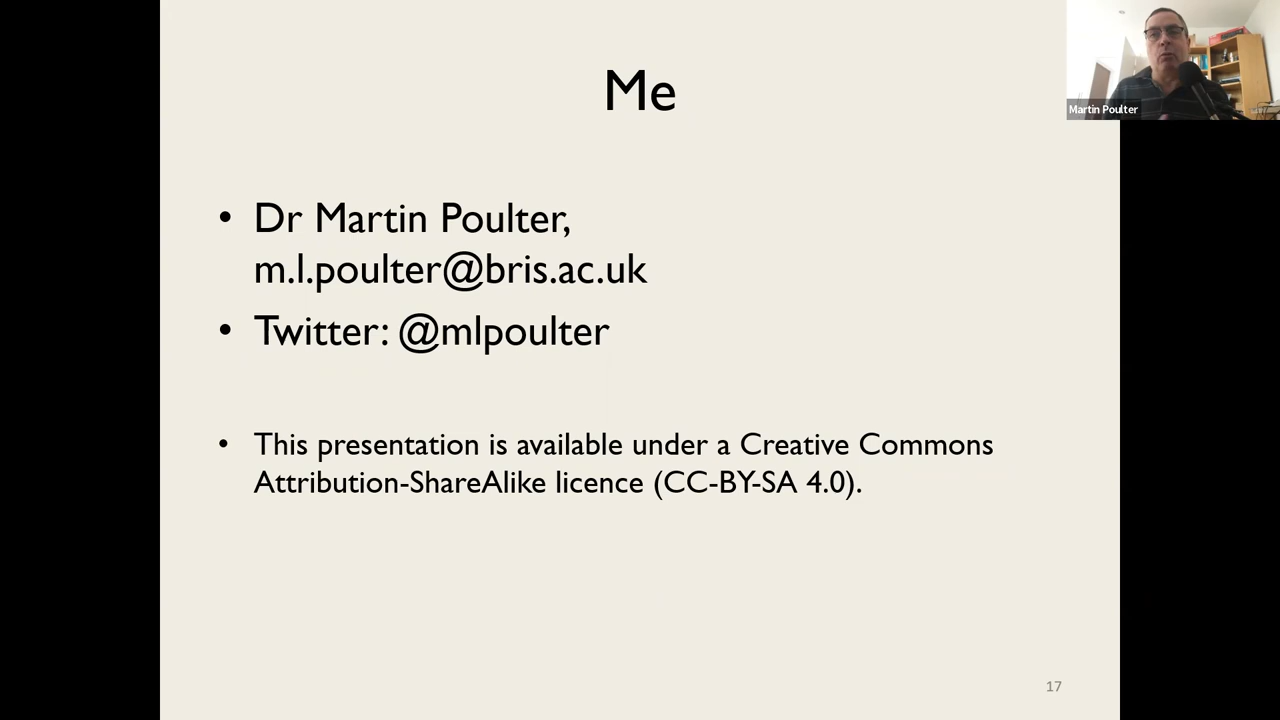 Me
Martin Poulter
• Dr Martin Poulter,
m.l.poulter@bris.ac.uk
• Twitter: @mlpoulter
• This presentation is available under a Creative Commons
Attribution-ShareAlike licence (CC-BY-SA 4.0).
17